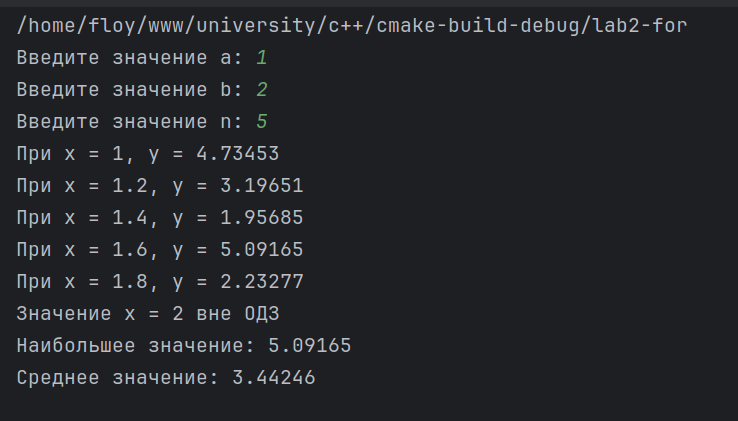 /home/floy/www/university/c++/cmake-build-debug/lab2-for
Введите значение a: 1
Введите значение b: 2
Введите значение n: 5
При x = 1, y = 4.73453
При x = 1.2, y = 3.19651
При x = 1.4, y = 1.95685
При x = 1.6, y = 5.09165
При x = 1.8, y = 2.23277
Значение x = 2 вне ОДЗ
Наибольшее значение: 5.09165
Среднее значение: 3.44246